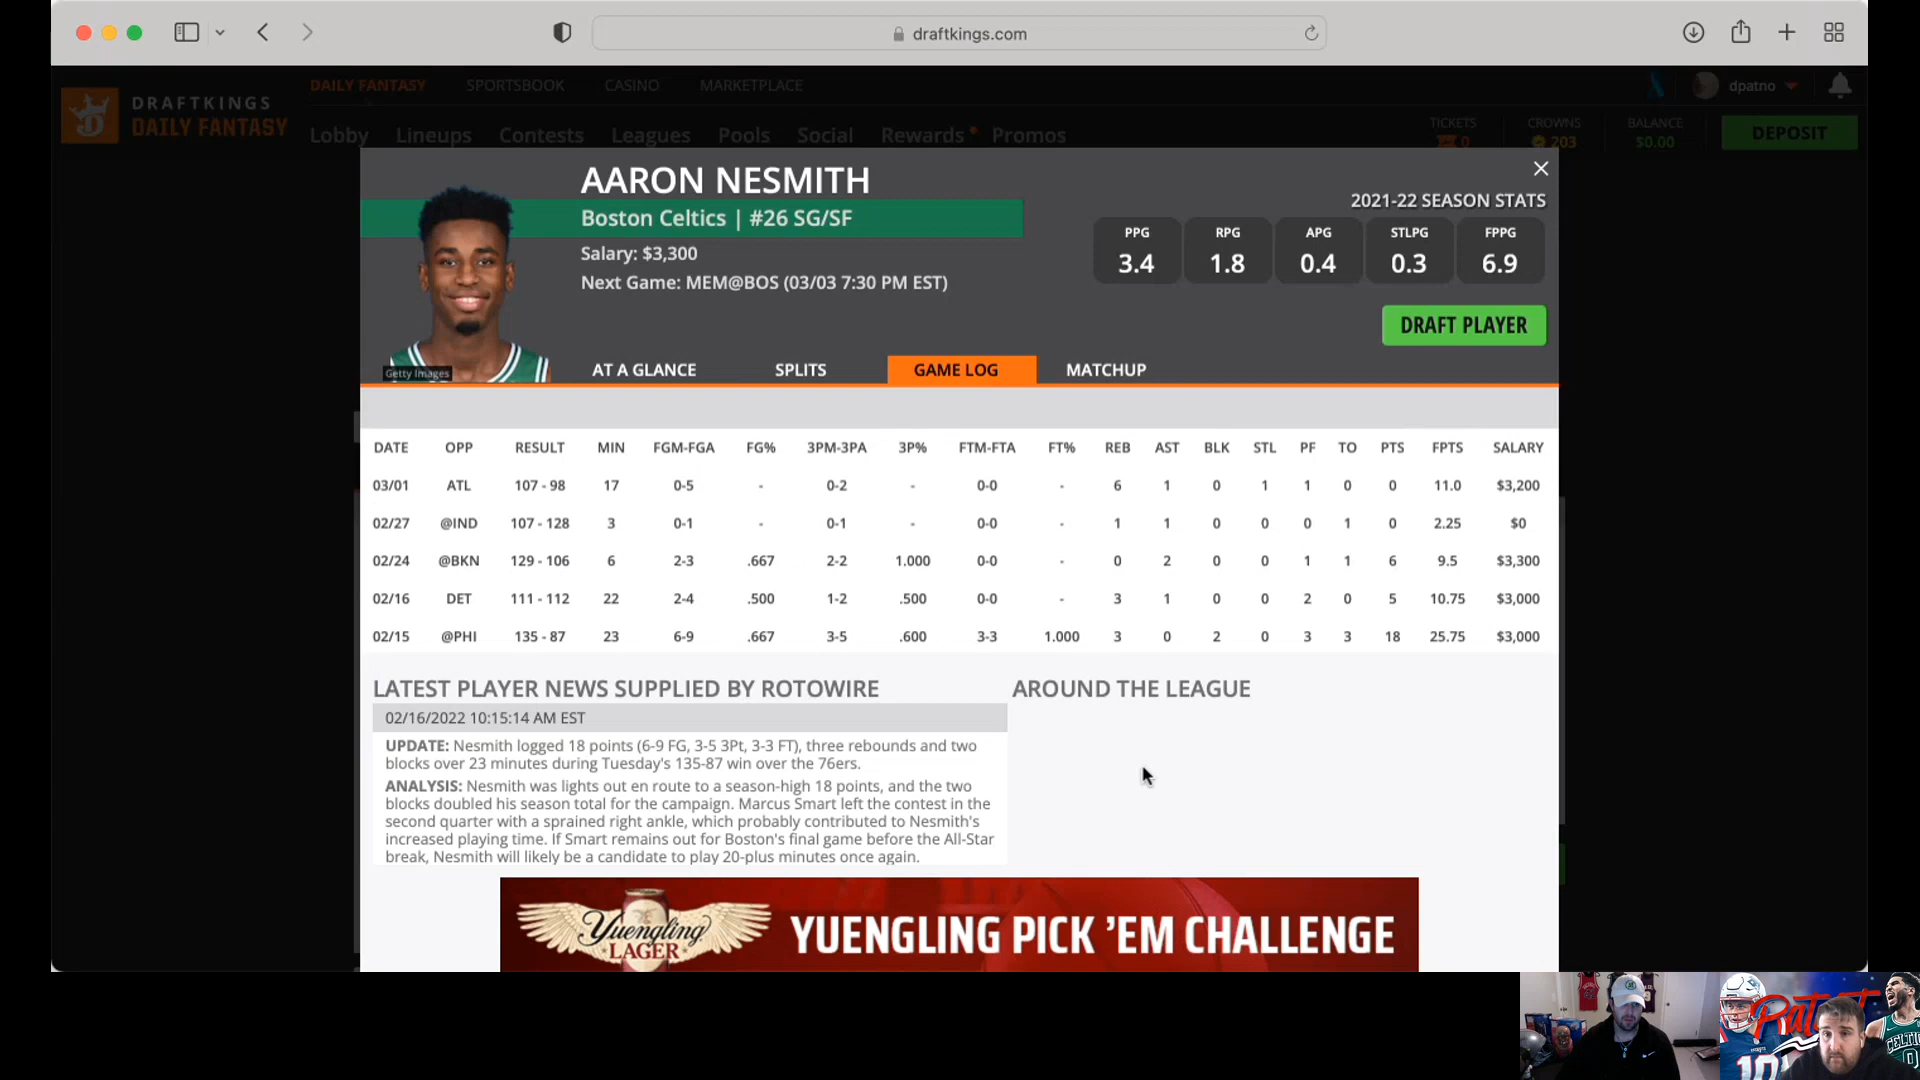 draftkings.com
DAILY FANTASY SPORTSBOOK CASINO MARKETPLACE
dpatno
DRAFTKINGS
DAILY FANTASY
Lobby Lineups Contests Leagues Pools Social Rewards Promos
TICKETS CROWNS BALANCE
0 203 $0.00
DEPOSIT
AARON NESMITH
Boston Celtics | #26 SG/SF
Salary: $3,300
Next Game: MEM@BOS (03/03 7:30 PM EST)
2021-22 SEASON STATS
PPG RPG APG STLPG FPPG
3.4 1.8 0.4 0.3 6.9
DRAFT PLAYER
Getty Images
AT A GLANCE SPLITS GAME LOG MATCHUP
DATE OPP RESULT MIN FGM-FGA FG% 3PM-3PA 3P% FTM-FTA FT% REB AST BLK STL PF TO PTS FPTS SALARY
03/01 ATL 107 - 98 17 0-5 - 0-2 - 0-0 - 6 1 0 1 1 0 0 11.0 $3,200
02/27 @IND 107 - 128 3 0-1 - 0-1 - 0-0 - 1 1 0 0 0 1 0 2.25 $0
02/24 @BKN 129 - 106 6 2-3 .667 2-2 1.000 0-0 - 0 2 0 0 1 1 6 9.5 $3,300
02/16 DET 111 - 112 22 2-4 .500 1-2 .500 0-0 - 3 1 0 0 2 0 5 10.75 $3,000
02/15 @PHI 135 - 87 23 6-9 .667 3-5 .600 3-3 1.000 3 0 2 0 3 3 18 25.75 $3,000
LATEST PLAYER NEWS SUPPLIED BY ROTOWIRE
AROUND THE LEAGUE
02/16/2022 10:15:14 AM EST
UPDATE: Nesmith logged 18 points (6-9 FG, 3-5 3Pt, 3-3 FT), three rebounds and two
blocks over 23 minutes during Tuesday's 135-87 win over the 76ers.
ANALYSIS: Nesmith was lights out en route to a season-high 18 points, and the two
blocks doubled his season total for the campaign. Marcus Smart left the contest in the
second quarter with a sprained right ankle, which probably contributed to Nesmith's
increased playing time. If Smart remains out for Boston's final game before the All-Star
break, Nesmith will likely be a candidate to play 20-plus minutes once again.
Yuengling
LAGER
YUENGLING PICK 'EM CHALLENGE